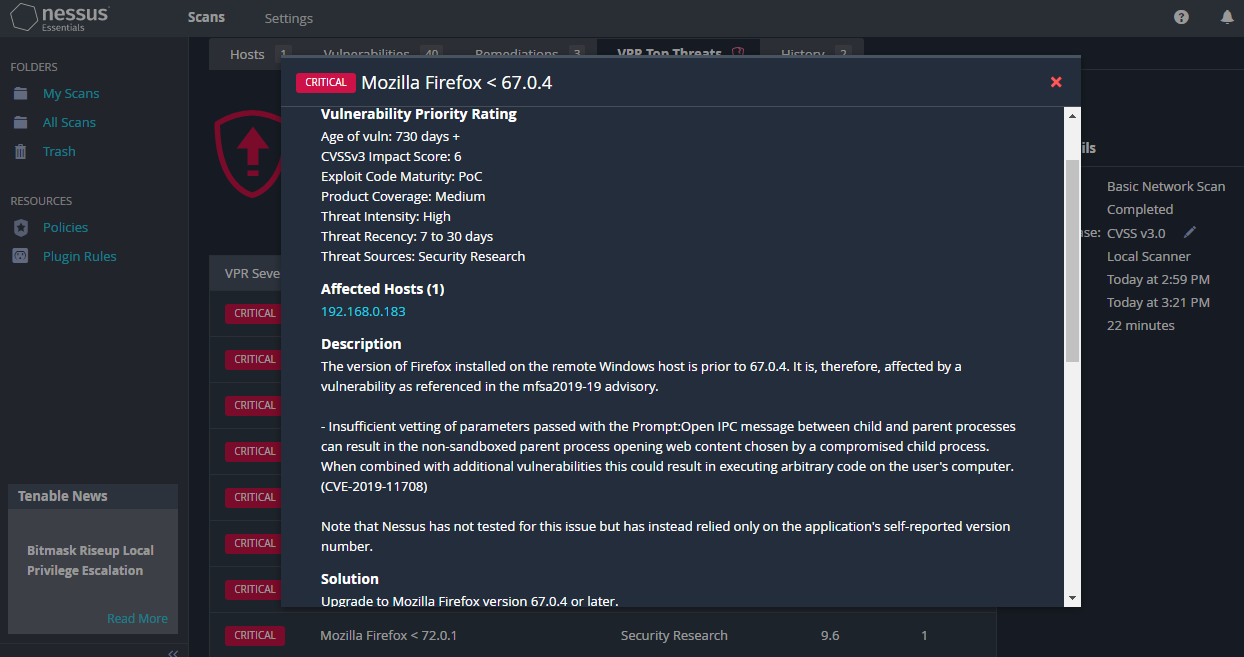 nessus
Essentials
Scans
Settings
FOLDERS
My Scans
All Scans
Trash
RESOURCES
Policies
Plugin Rules
Tenable News
Bitmask Riseup Local
Privilege Escalation
Read More
Hosts 1
Vulnerabilities 40
Remediations 3
VPR Top Threats
History 2
CRITICAL Mozilla Firefox < 67.0.4
Vulnerability Priority Rating
Age of vuln: 730 days +
CVSSv3 Impact Score: 6
Exploit Code Maturity: PoC
Product Coverage: Medium
Threat Intensity: High
Threat Recency: 7 to 30 days
Threat Sources: Security Research
Affected Hosts (1)
192.168.0.183
Description
The version of Firefox installed on the remote Windows host is prior to 67.0.4. It is, therefore, affected by a
vulnerability as referenced in the mfsa2019-19 advisory.
- Insufficient vetting of parameters passed with the Prompt:Open IPC message between child and parent processes
can result in the non-sandboxed parent process opening web content chosen by a compromised child process.
When combined with additional vulnerabilities this could result in executing arbitrary code on the user's computer.
(CVE-2019-11708)
Note that Nessus has not tested for this issue but has instead relied only on the application's self-reported version
number.
Solution
Upgrade to Mozilla Firefox version 67.0.4 or later.
VPR Seve
CRITICAL
CRITICAL
CRITICAL
CRITICAL
CRITICAL
CRITICAL
CRITICAL
CRITICAL Mozilla Firefox < 72.0.1 Security Research 9.6 1
ils
Basic Network Scan
Completed
ase: CVSS v3.0
Local Scanner
Today at 2:59 PM
Today at 3:21 PM
22 minutes